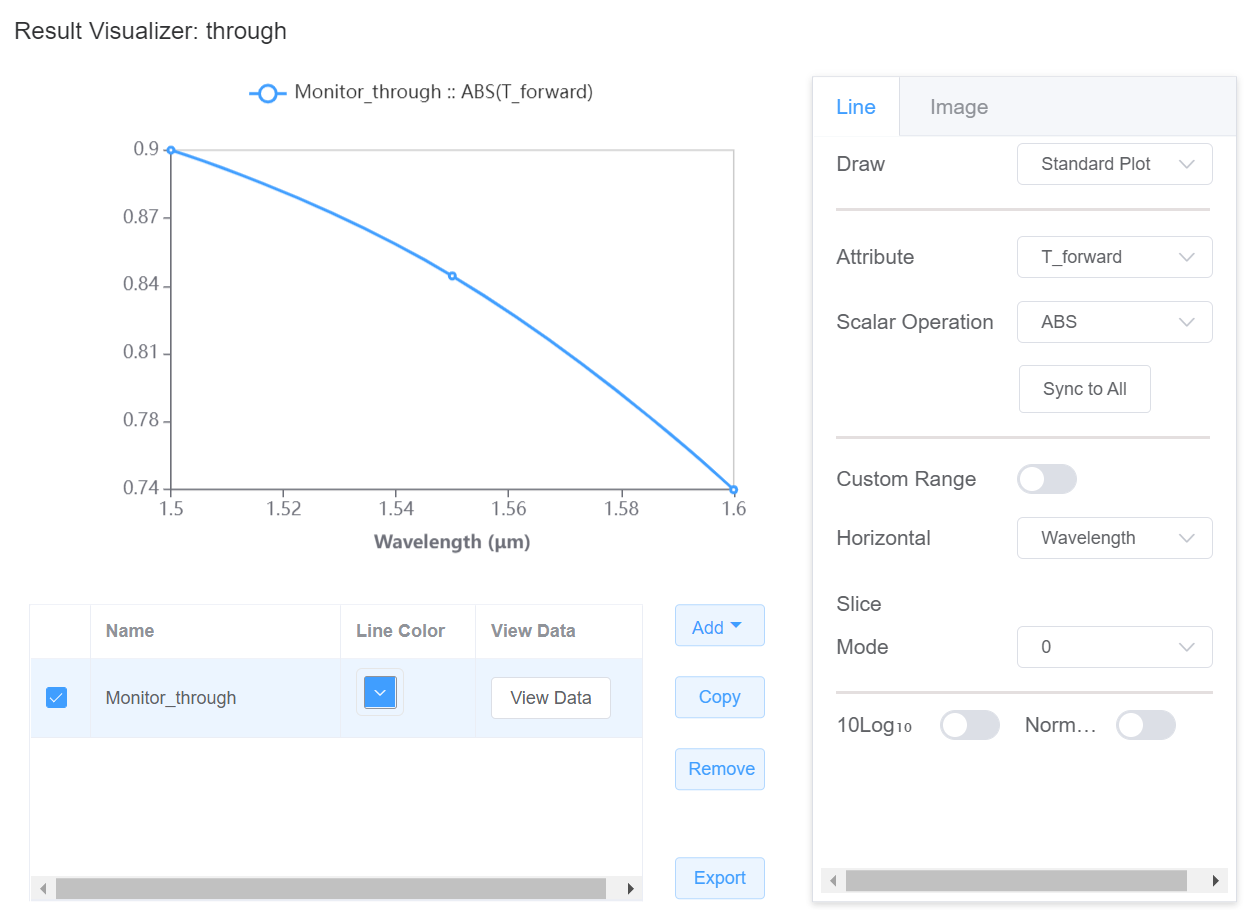 Result Visualizer: through
Monitor_through :: ABS(T_forward)
0.9
0.87
0.84
0.81
0.78
0.74
1.5 1.52 1.54 1.56 1.58 1.6
Wavelength (μm)
Name Line Color View Data
Monitor_through View Data
Add
Copy
Remove
Export
Line Image
Draw Standard Plot
Attribute T_forward
Scalar Operation ABS
Sync to All
Custom Range
Horizontal Wavelength
Slice
Mode 0
10Log₁₀ Norm…